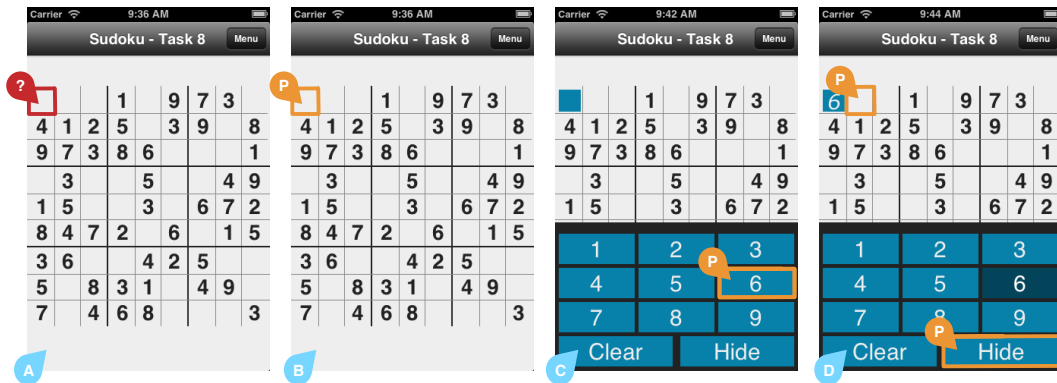 Carrier 9:36 AM
Sudoku - Task 8 Menu
?
1 9 7 3
4 1 2 5 3 9 8
9 7 3 8 6 1
3 5 4 9
1 5 3 6 7 2
8 4 7 2 6 1 5
3 6 4 2 5
5 8 3 1 4 9
7 4 6 8 3
A
Carrier 9:36 AM
Sudoku - Task 8 Menu
P
1 9 7 3
4 1 2 5 3 9 8
9 7 3 8 6 1
3 5 4 9
1 5 3 6 7 2
8 4 7 2 6 1 5
3 6 4 2 5
5 8 3 1 4 9
7 4 6 8 3
B
Carrier 9:42 AM
Sudoku - Task 8 Menu
1 9 7 3
4 1 2 5 3 9 8
9 7 3 8 6 1
3 5 4 9
1 5 3 6 7 2
1 2 3
P
4 5 6
7 8 9
Clear Hide
C
Carrier 9:44 AM
Sudoku - Task 8 Menu
P
6 1 9 7 3
4 1 2 5 3 9 8
9 7 3 8 6 1
3 5 4 9
1 5 3 6 7 2
1 2 3
4 5 6
7 8 9
P
Clear Hide
D